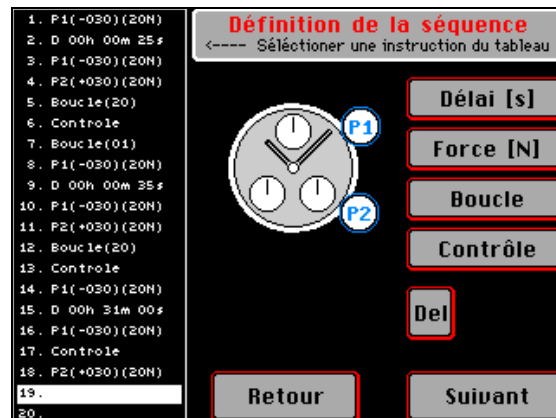 1. P1(-030)(20N)
2. D 00h 00m 25s
3. P1(-030)(20N)
4. P2(+030)(20N)
5. Boucle(20)
6. Controle
7. Boucle(01)
8. P1(-030)(20N)
9. D 00h 00m 35s
10. P1(-030)(20N)
11. P2(+030)(20N)
12. Boucle(20)
13. Controle
14. P1(-030)(20N)
15. D 00h 31m 00s
16. P1(-030)(20N)
17. Controle
18. P2(+030)(20N)
19.
20.
Définition de la séquence
<---- Séléctioner une instruction du tableau
P1
P2
Délai [s]
Force [N]
Boucle
Contrôle
Del
Retour
Suivant